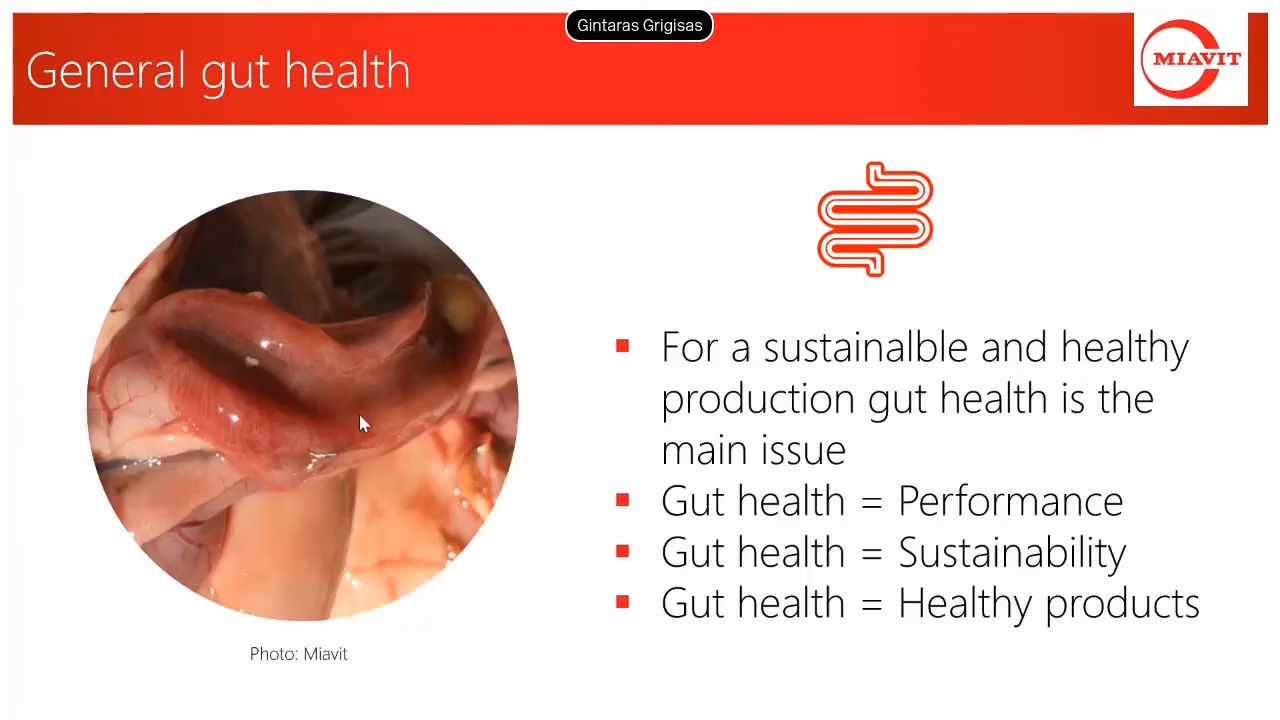 Gintaras Grigisas
General gut health
MIAVIT
▪ For a sustainalble and healthy
production gut health is the
main issue
▪ Gut health = Performance
▪ Gut health = Sustainability
▪ Gut health = Healthy products
Photo: Miavit